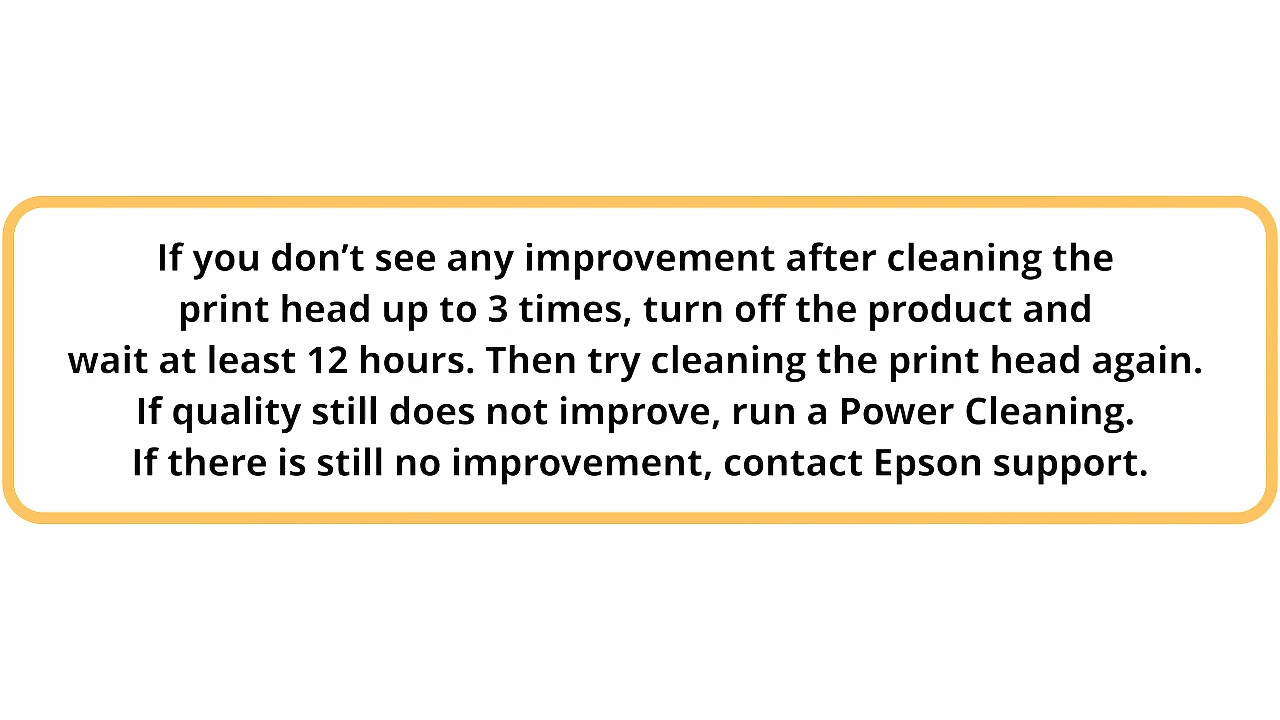 If you don’t see any improvement after cleaning the
print head up to 3 times, turn off the product and
wait at least 12 hours. Then try cleaning the print head again.
If quality still does not improve, run a Power Cleaning.
If there is still no improvement, contact Epson support.